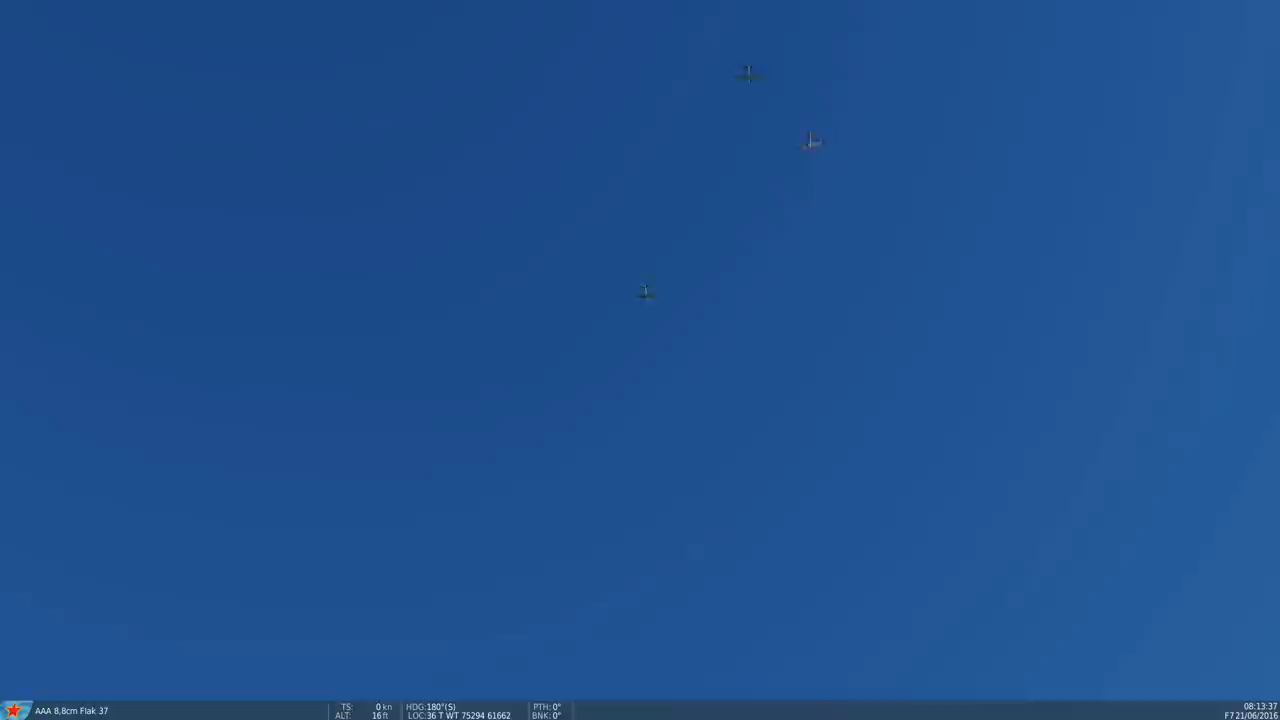 AAA 8,8cm Flak 37
TS: 0 kn
ALT: 16 ft
HDG:180°(S)
LOC:36 T WT 75294 61662
PTH: 0°
BNK: 0°
08:13:37
F7 21/06/2016